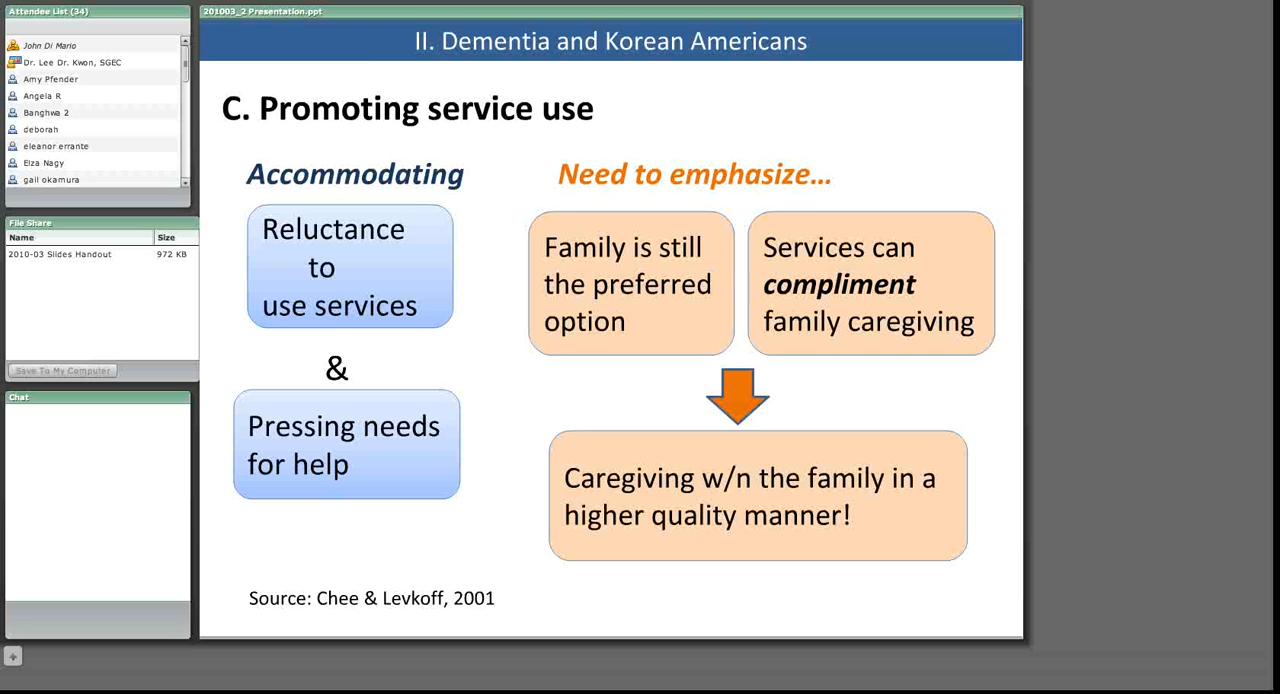 Attendee List (34)
John Di Mario
Dr. Lee Dr. Kwon, SGEC
Amy Pfender
Angela R
Banghwa 2
deborah
eleanor errante
Elza Nagy
gail okamura
File Share
Name Size
2010-03 Slides Handout 972 KB
Save To My Computer
Chat
201003_2 Presentation.ppt
II. Dementia and Korean Americans
C. Promoting service use
Accommodating
Reluctance
to
use services
&
Pressing needs
for help
Need to emphasize...
Family is still
the preferred
option
Services can
compliment
family caregiving
Caregiving w/n the family in a
higher quality manner!
Source: Chee & Levkoff, 2001